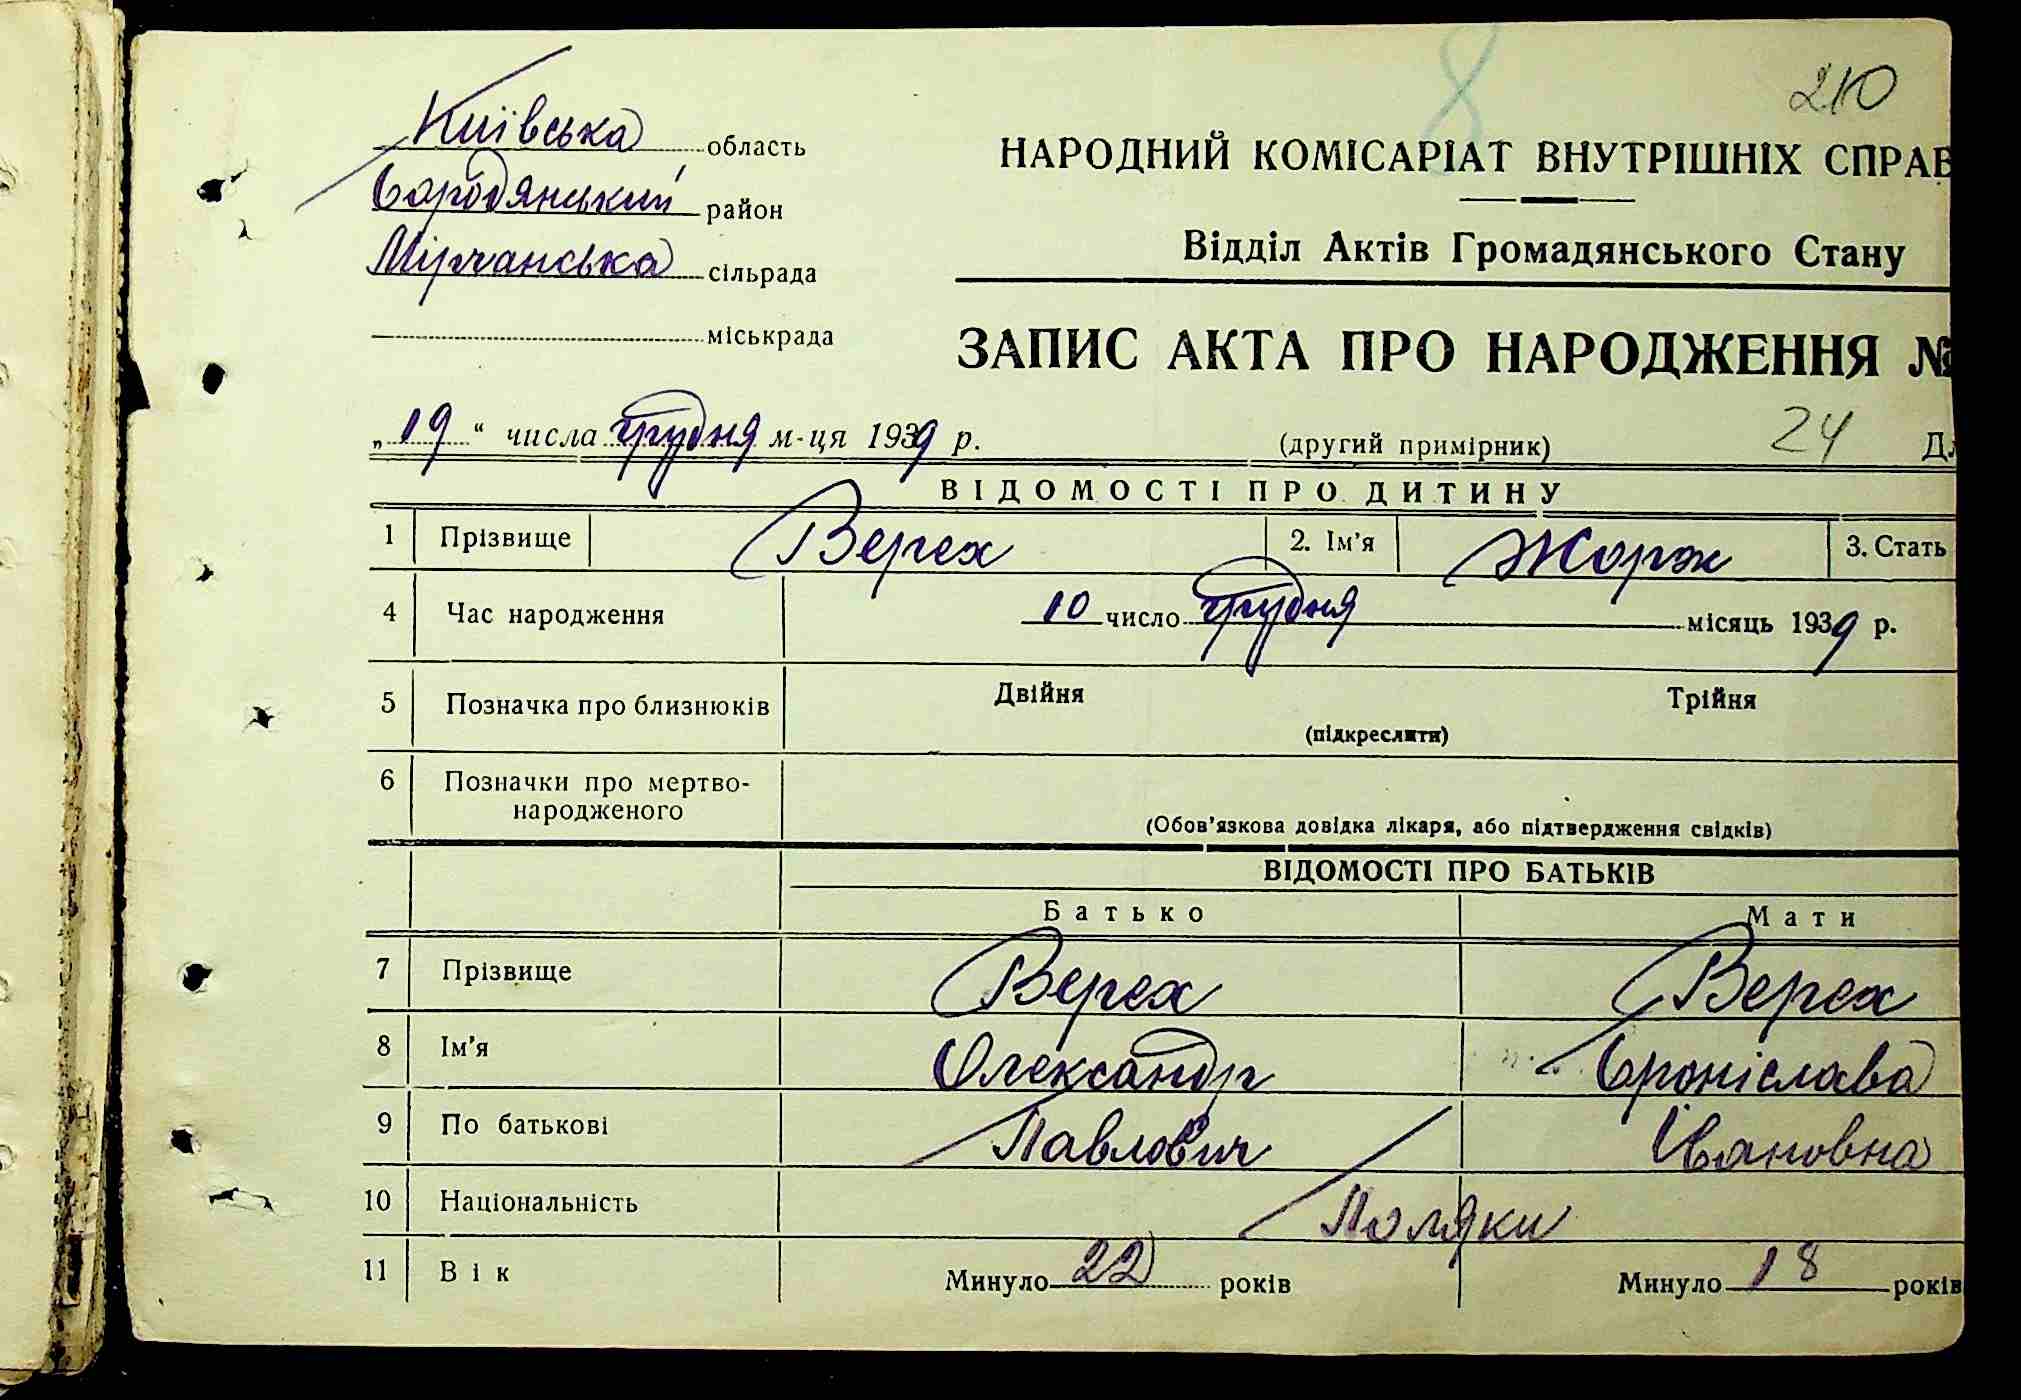 8
210
Київська область
Бородянський район
Мірчанська сільрада
міськрада
НАРОДНИЙ КОМІСАРІАТ ВНУТРІШНІХ СПРАВ
Відділ Актів Громадянського Стану
ЗАПИС АКТА ПРО НАРОДЖЕННЯ №
„19“ числа грудня м-ця 1939 р.
(другий примірник) 24
ВІДОМОСТІ ПРО ДИТИНУ
1 Прізвище Верех 2. Ім'я Жорж 3. Стать
4 Час народження 10 число грудня місяць 1939 р.
5 Позначка про близнюків Двійня Трійня
(підкреслити)
6 Позначки про мертво-
народженого
(Обов'язкова довідка лікаря, або підтвердження свідків)
ВІДОМОСТІ ПРО БАТЬКІВ
Батько Мати
7 Прізвище Верех Верех
8 Ім'я Олександр Броніслава
9 По батькові Павлович Івановна
10 Національність Поляки
11 Вік Минуло 22 років Минуло 18 років